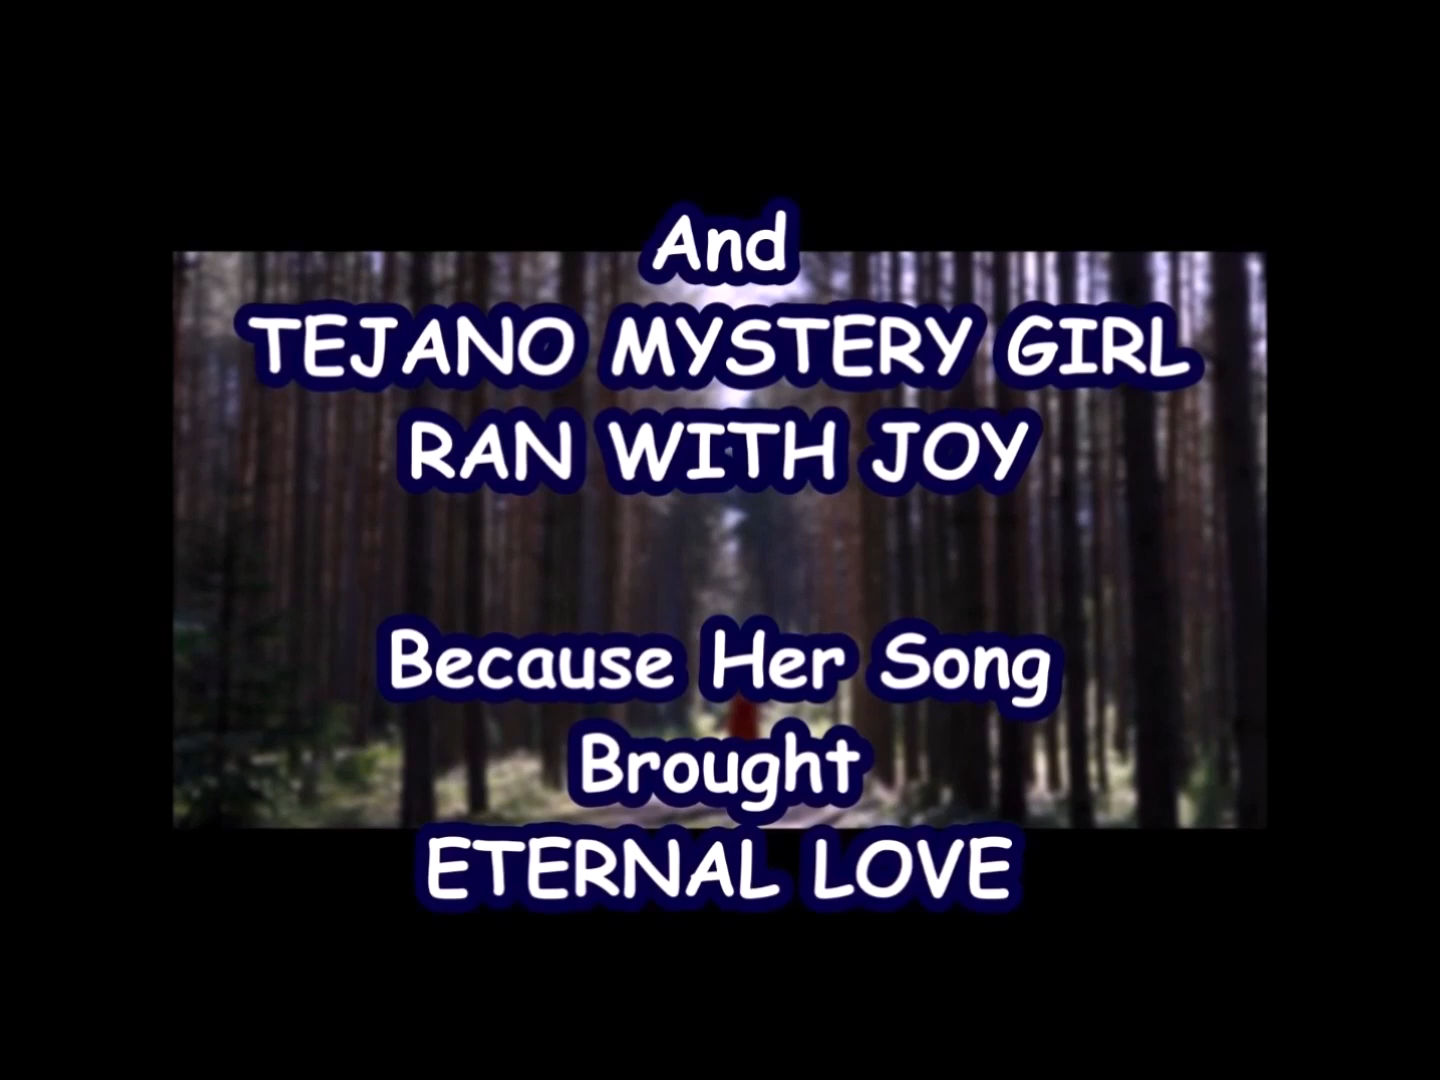 And
TEJANO MYSTERY GIRL
RAN WITH JOY
Because Her Song
Brought
ETERNAL LOVE